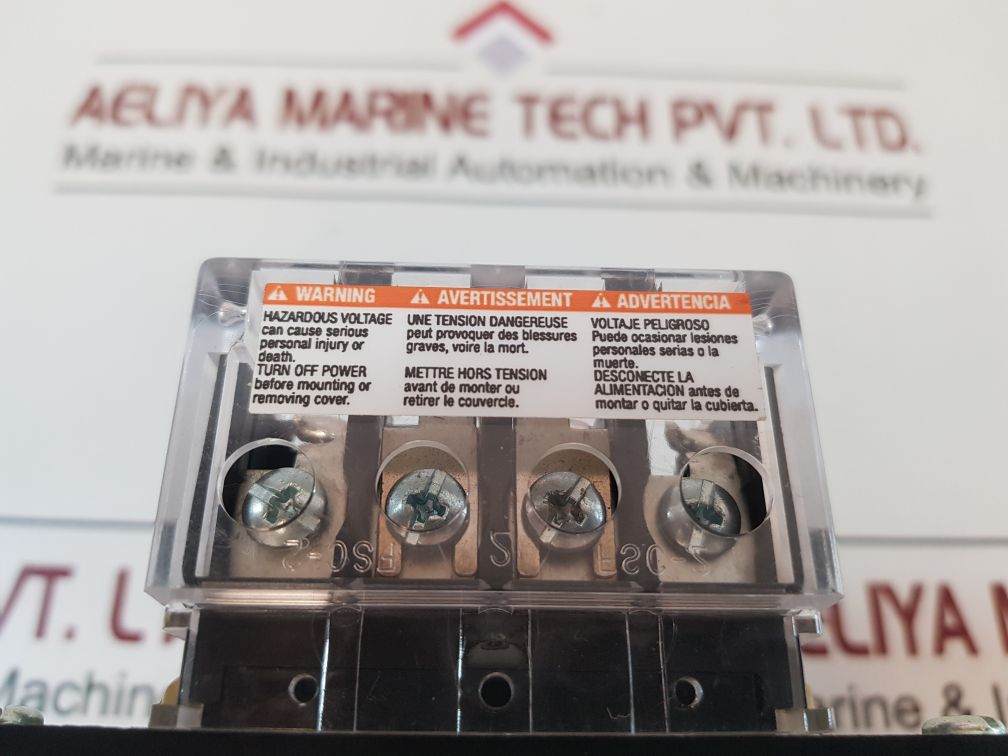 AELIYA MARINE TECH PVT. LTD.
Marine & Industrial Automation & Machinery
WARNING
HAZARDOUS VOLTAGE
can cause serious
personal injury or
death.
TURN OFF POWER
before mounting or
removing cover.
AVERTISSEMENT
UNE TENSION DANGEREUSE
peut provoquer des blessures
graves, voire la mort.
METTRE HORS TENSION
avant de monter ou
retirer le couvercle.
ADVERTENCIA
VOLTAJE PELIGROSO
Puede ocasionar lesiones
personales serias o la
muerte.
DESCONECTE LA
ALIMENTACION antes de
montar o quitar la cubierta.
2
VT. L
Machin
AELIYA M
rine & I